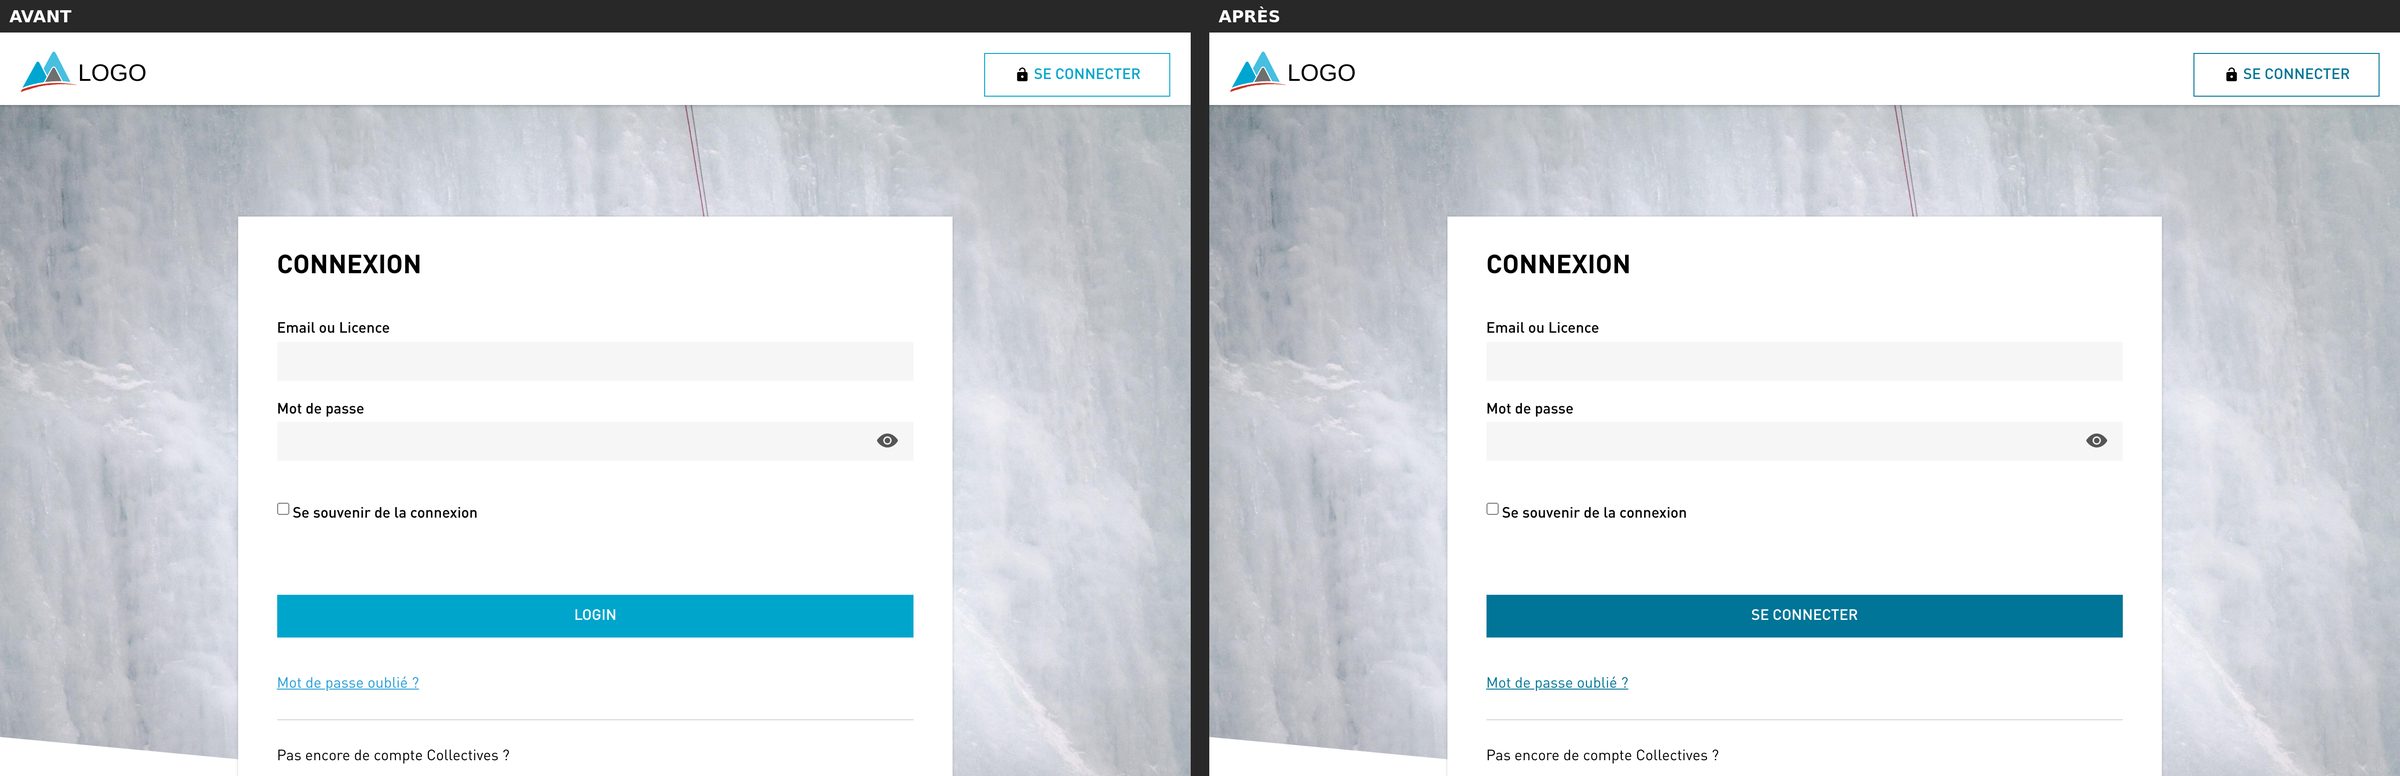 AVANT
LOGO
SE CONNECTER
CONNEXION
Email ou Licence
Mot de passe
Se souvenir de la connexion
LOGIN
Mot de passe oublié ?
Pas encore de compte Collectives ?
APRÈS
LOGO
SE CONNECTER
CONNEXION
Email ou Licence
Mot de passe
Se souvenir de la connexion
SE CONNECTER
Mot de passe oublié ?
Pas encore de compte Collectives ?